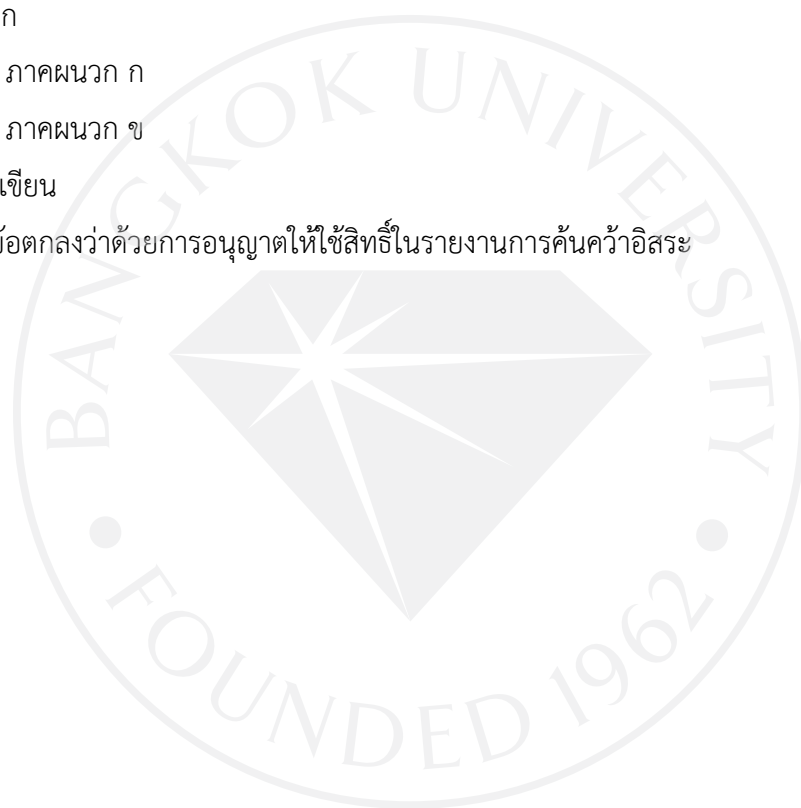 ก
ภาคผนวก ก
ภาคผนวก ข
เขียน
ข้อตกลงว่าด้วยการอนุญาตให้ใช้สิทธิ์ในรายงานการค้นคว้าอิสระ
BANGKOK UNIVERSITY
• FOUNDED 1962 •